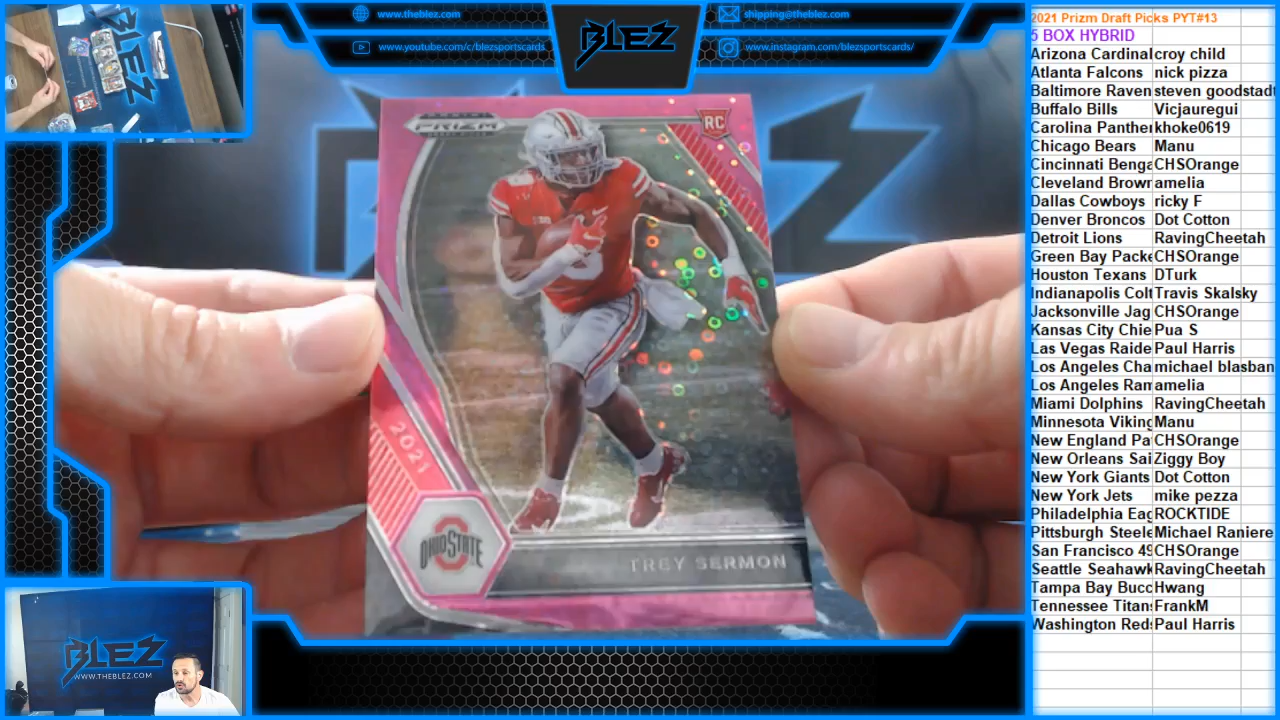 www.theblez.com
www.youtube.com/c/blezsportscards
BLEZ
shipping@theblez.com
www.instagram.com/blezsportscards/
PRIZM
RC
2021
OHIO STATE
TREY SERMON
BLEZ
WWW.THEBLEZ.COM
2021 Prizm Draft Picks PYT#13
5 BOX HYBRID
Arizona Cardinal croy child
Atlanta Falcons nick pizza
Baltimore Raven steven goodstadt
Buffalo Bills Vicjauregui
Carolina Panthe khoke0619
Chicago Bears Manu
Cincinnati Benga CHSOrange
Cleveland Brown amelia
Dallas Cowboys ricky F
Denver Broncos Dot Cotton
Detroit Lions RavingCheetah
Green Bay Packe CHSOrange
Houston Texans DTurk
Indianapolis Colt Travis Skalsky
Jacksonville Jag CHSOrange
Kansas City Chie Pua S
Las Vegas Raide Paul Harris
Los Angeles Cha michael blasban
Los Angeles Ram amelia
Miami Dolphins RavingCheetah
Minnesota Viking Manu
New England Pa CHSOrange
New Orleans Sai Ziggy Boy
New York Giants Dot Cotton
New York Jets mike pezza
Philadelphia Eag ROCKTIDE
Pittsburgh Steele Michael Raniere
San Francisco 49 CHSOrange
Seattle Seahawk RavingCheetah
Tampa Bay Bucc Hwang
Tennessee Titan FrankM
Washington Reds Paul Harris